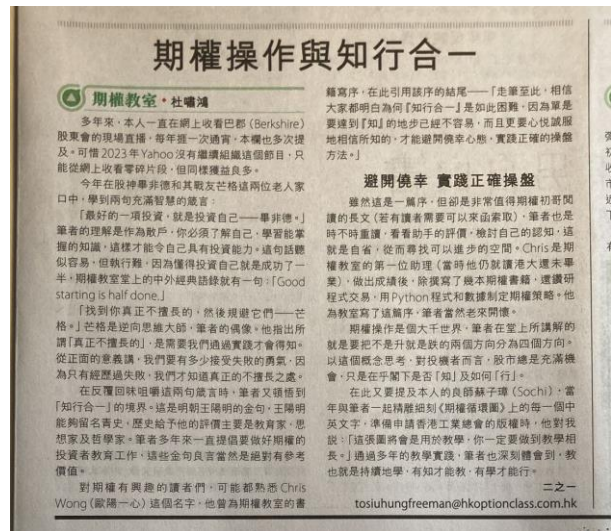 期權操作與知行合一
期權教室•杜嘯鴻
多年來，本人一直在網上收看巴郡（Berkshire）
股東會的現場直播，每年捱一次通宵，本欄也多次提
及。可惜2023年Yahoo沒有繼續組織這個節目，只
能從網上收看零碎片段，但同樣獲益良多。
今年在股神畢非德和其戰友芒格這兩位老人家
口中，學到兩句充滿智慧的箴言：
「最好的一項投資，就是投資自己——畢非德。」
筆者的理解是作為散戶，你必須了解自己，學習能掌
握的知識，這樣才能令自己具有投資能力。這句話聽
似容易，但執行難，因為懂得投資自己就是成功了一
半，期權教室堂上的中外經典語錄就有一句：「Good
starting is half done.」
「找到你真正不擅長的，然後規避它們——芒
格。」芒格是逆向思維大師，筆者的偶像。他指出所
謂「真正不擅長的」，是需要我們通過實踐才會得知。
從正面的意義講，我們要有多少接受失敗的勇氣，因
為只有經歷過失敗，我們才知道真正的不擅長之處。
在反覆回味咀嚼這兩句箴言時，筆者又頓悟到
「知行合一」的境界。這是明朝王陽明的金句，王陽明
能夠留名青史，歷史給予他的評價主要是教育家、思
想家及哲學家。筆者多年來一直提倡要做好期權的
投資者教育工作，這些金句良言當然是絕對有參考
價值。
對期權有興趣的讀者們，可能都熟悉Chris
Wong（歐陽一心）這個名字，他曾為期權教室的書
籍寫序，在此引用該序的結尾——「走筆至此，相信
大家都明白為何『知行合一』是如此困難，因為單是
要達到『知』的地步已經不容易，而且更要心悅誠服
地相信所知的，才能避開僥幸心態，實踐正確的操盤
方法。」
避開僥幸 實踐正確操盤
雖然這是一篇序，但卻是非常值得期權初哥閱
讀的長文（若有讀者需要可以來函索取），筆者也是
時不時重讀，看看助手的評價，檢討自己的認知，這
就是自省，從而尋找可以進步的空間。Chris是期
權教室的第一位助理（當時他仍就讀港大還未畢
業），做出成績後，除撰寫了幾本期權書籍，還鑽研
程式交易，用Python程式和數據制定期權策略。他
為教室寫了這篇序，筆者當然老來開懷。
期權操作是個大千世界，筆者在堂上所講解的
就是要把不是升就是跌的兩個方向分為四個方向。
以這個概念思考，對投機者而言，股市總是充滿機
會，只是在乎閣下是否「知」及如何「行」。
在此又要提及本人的良師蘇子瑋（Sochi），當
年與筆者一起精雕細刻《期權循環圖》上的每一個中
英文字，準備申請香港工業總會的版權時，他對我
說：「這張圖將會是用於教學，你一定要做到教學相
長。」通過多年的教學實踐，筆者也深刻體會到，教
也就是持續地學，有知才能教，有學才能行。
二之一
tosiuhungfreeman@hkoptionclass.com.hk